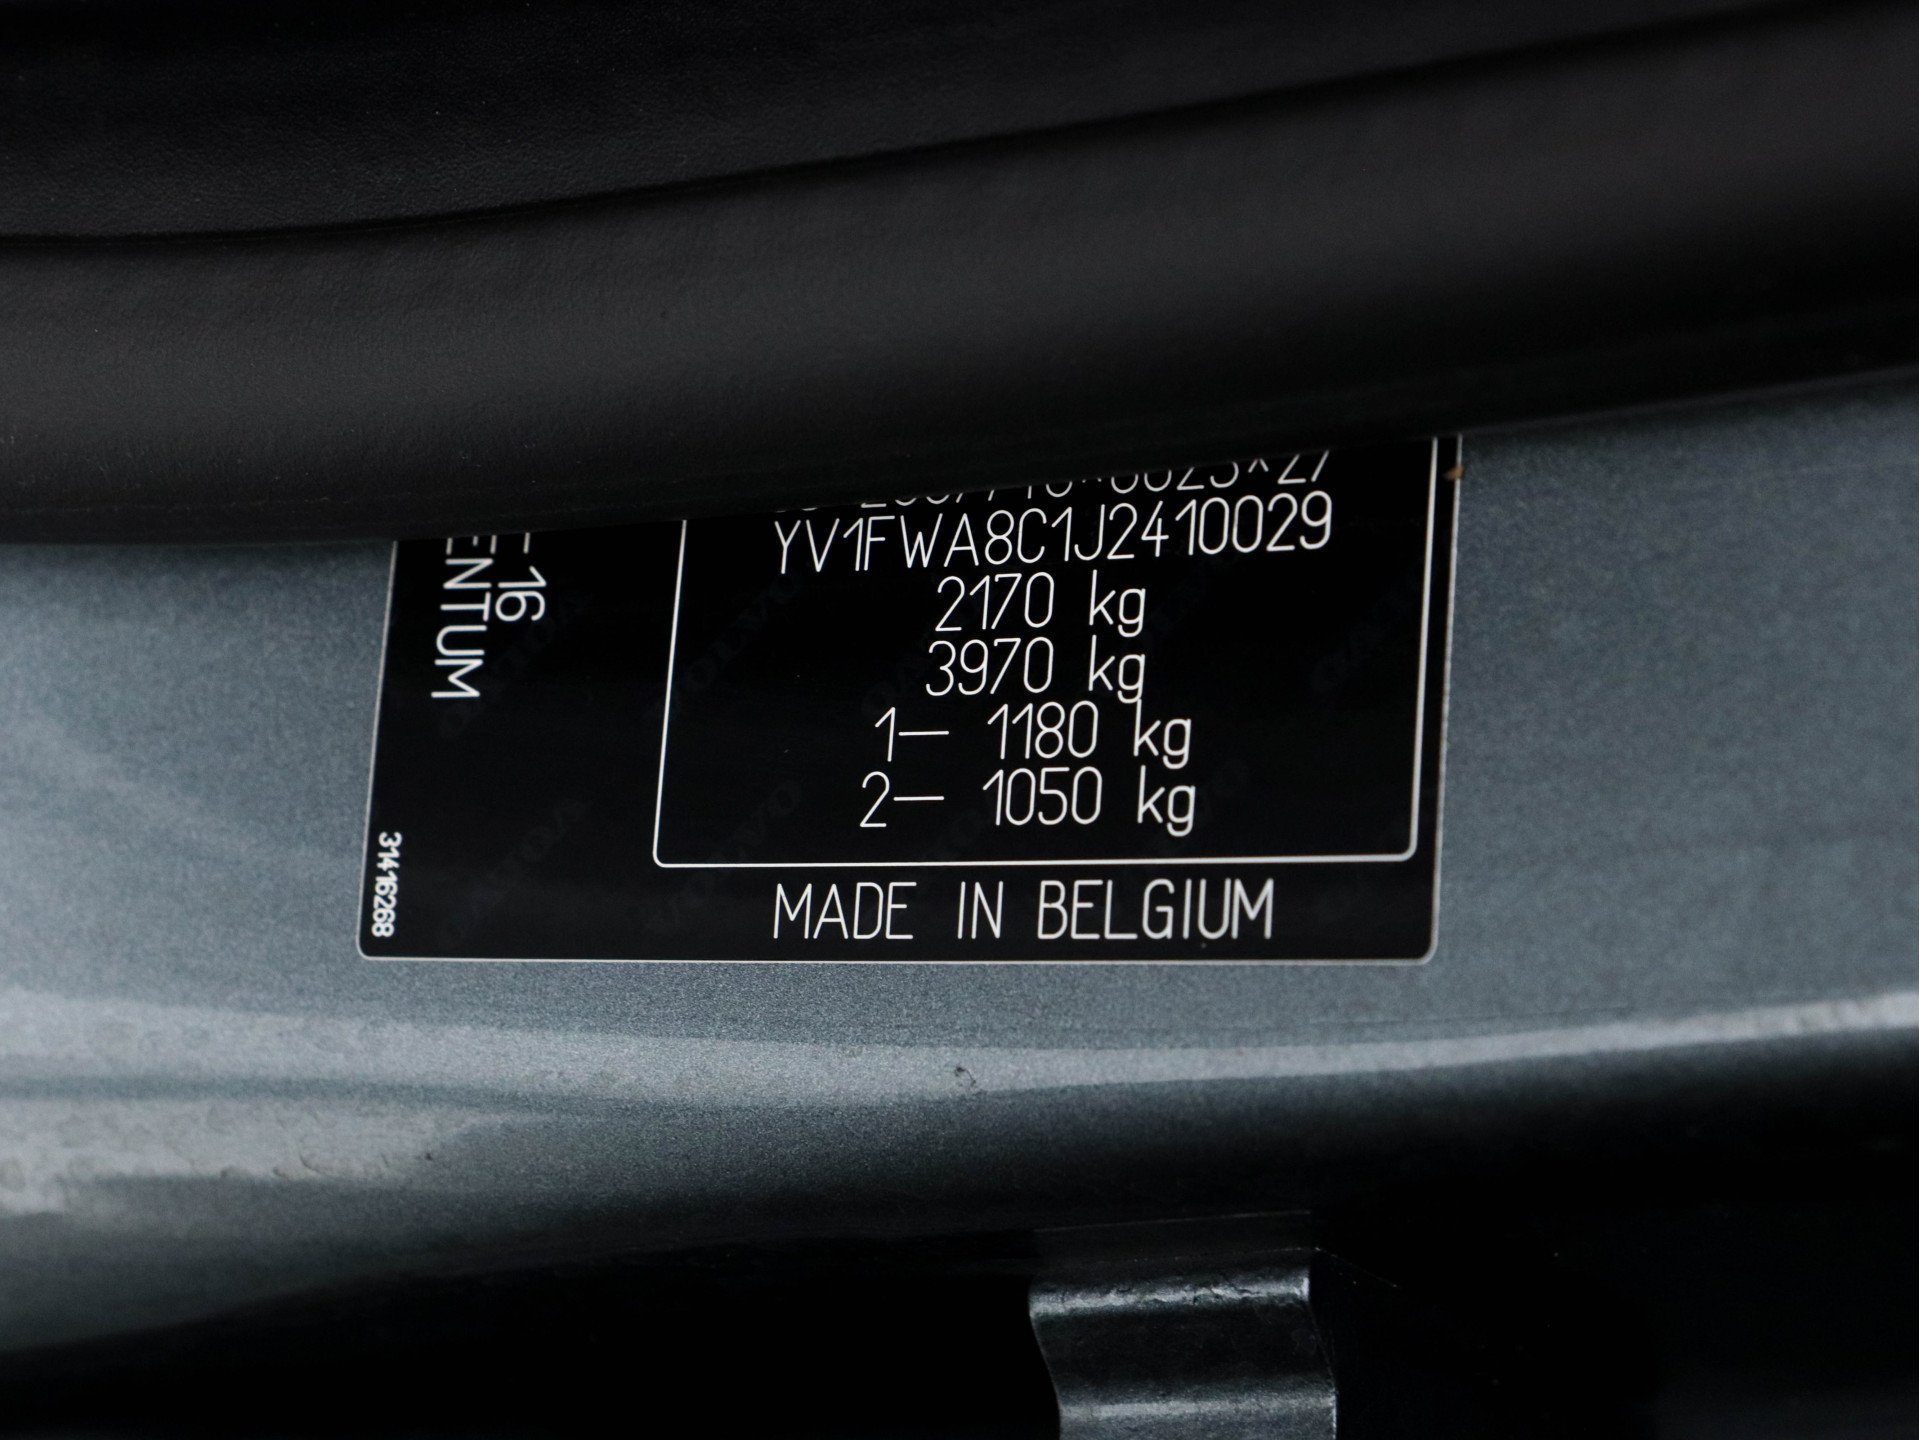 YV1FWA8C1J2410029
2170 kg
3970 kg
1— 1180 kg
2— 1050 kg
MADE IN BELGIUM
16
ENTUM
31416268